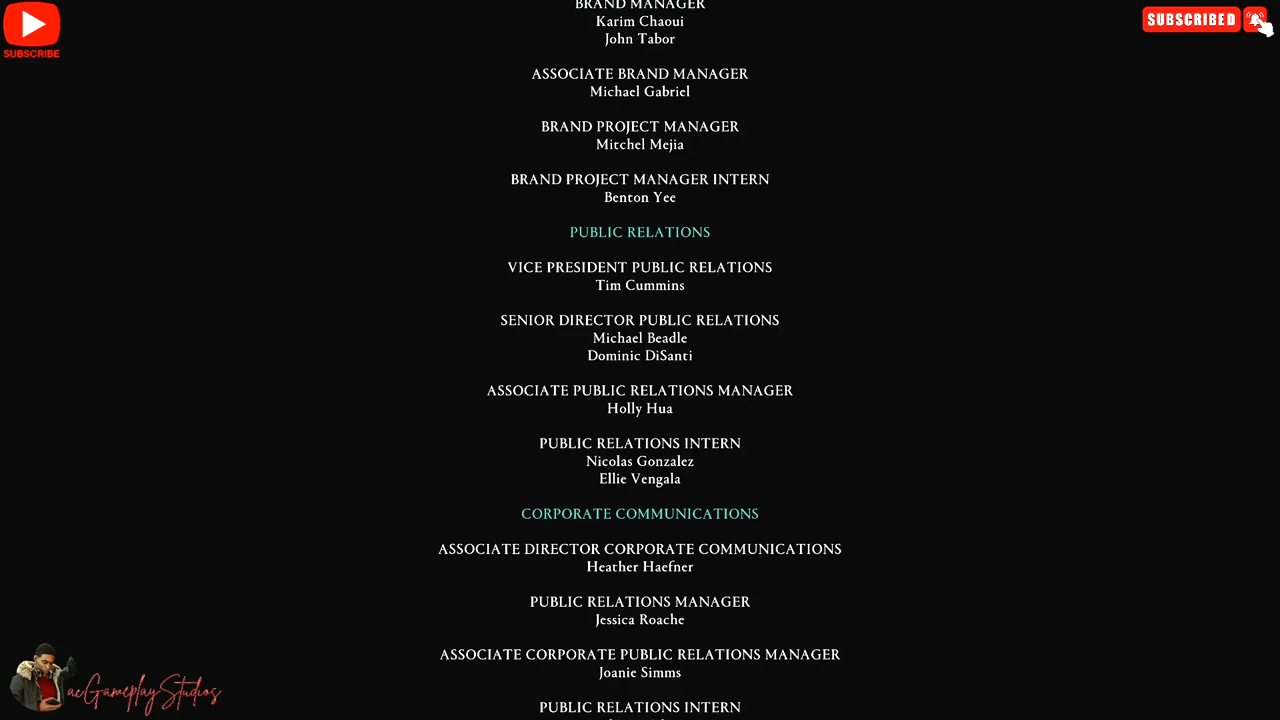 BRAND MANAGER
Karim Chaoui
John Tabor
ASSOCIATE BRAND MANAGER
Michael Gabriel
BRAND PROJECT MANAGER
Mitchel Mejia
BRAND PROJECT MANAGER INTERN
Benton Yee
PUBLIC RELATIONS
VICE PRESIDENT PUBLIC RELATIONS
Tim Cummins
SENIOR DIRECTOR PUBLIC RELATIONS
Michael Beadle
Dominic DiSanti
ASSOCIATE PUBLIC RELATIONS MANAGER
Holly Hua
PUBLIC RELATIONS INTERN
Nicolas Gonzalez
Ellie Vengala
CORPORATE COMMUNICATIONS
ASSOCIATE DIRECTOR CORPORATE COMMUNICATIONS
Heather Haefner
PUBLIC RELATIONS MANAGER
Jessica Roache
ASSOCIATE CORPORATE PUBLIC RELATIONS MANAGER
Joanie Simms
PUBLIC RELATIONS INTERN
SUBSCRIBE
SUBSCRIBED
aeGameplayStudios